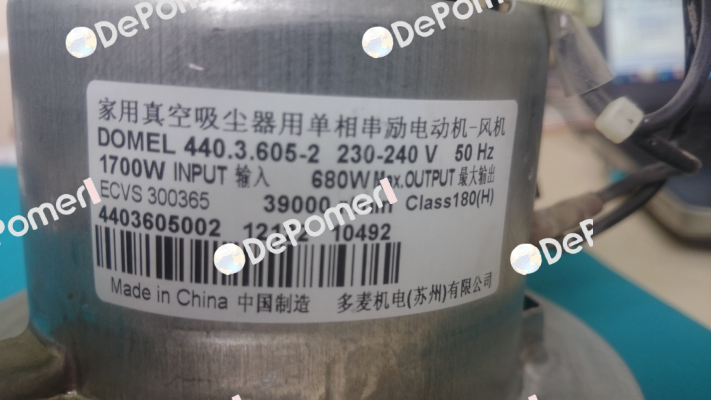 家用真空吸尘器用单相串励电动机-风机
DOMEL 440.3.605-2 230-240 V 50 Hz
1700W INPUT 输入 680W Max.OUTPUT 最大输出
ECVS 300365 39000 Class180(H)
4403605002 10492
Made in China 中国制造 多麦机电(苏州)有限公司
DePomerl
DePomerl
DePomerl
DePomerl